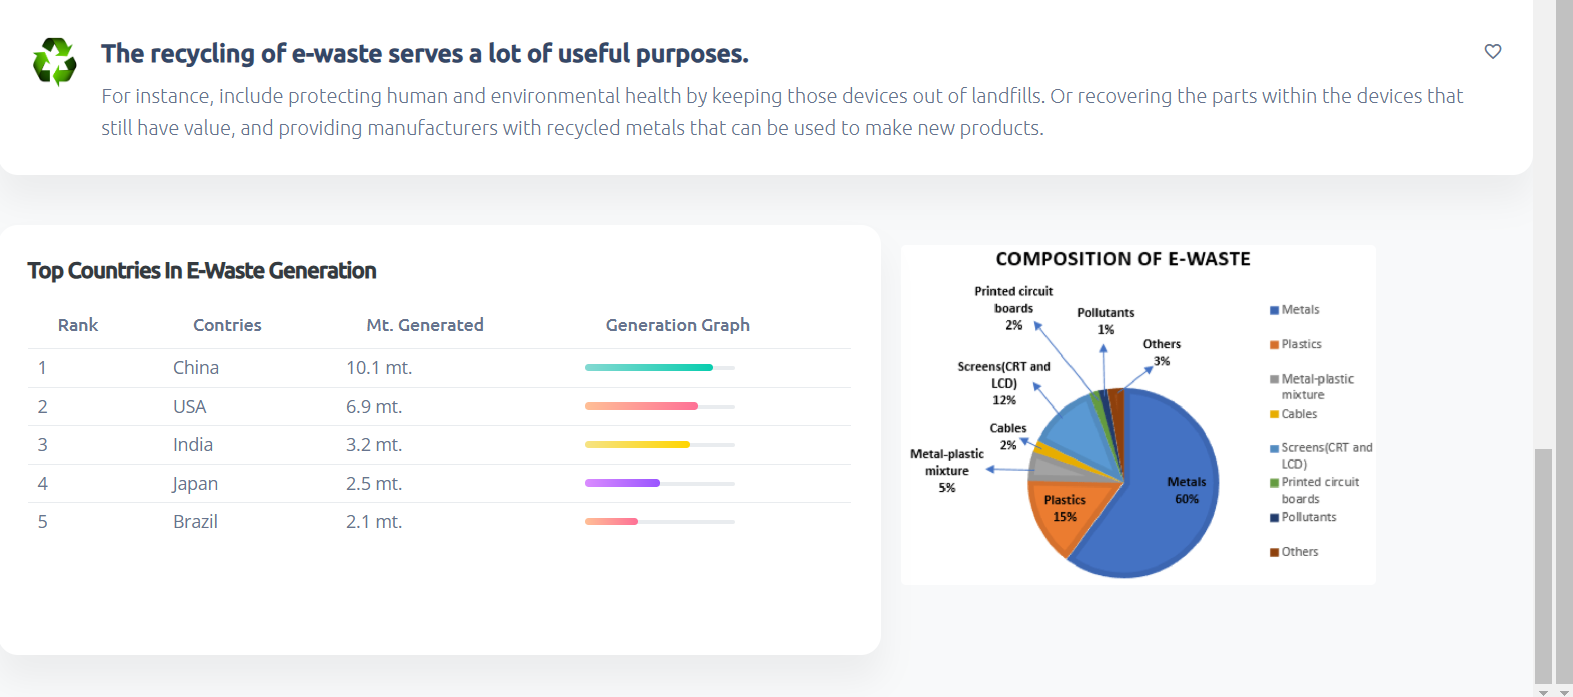 The recycling of e-waste serves a lot of useful purposes.
For instance, include protecting human and environmental health by keeping those devices out of landfills. Or recovering the parts within the devices that
still have value, and providing manufacturers with recycled metals that can be used to make new products.
Top Countries In E-Waste Generation
Rank Contries Mt. Generated Generation Graph
1 China 10.1 mt.
2 USA 6.9 mt.
3 India 3.2 mt.
4 Japan 2.5 mt.
5 Brazil 2.1 mt.
COMPOSITION OF E-WASTE
Printed circuit
boards
2%
Pollutants
1%
Others
3%
Screens(CRT and
LCD)
12%
Cables
2%
Metal-plastic
mixture
5%
Plastics
15%
Metals
60%
Metals
Plastics
Metal-plastic
mixture
Cables
Screens(CRT and
LCD)
Printed circuit
boards
Pollutants
Others